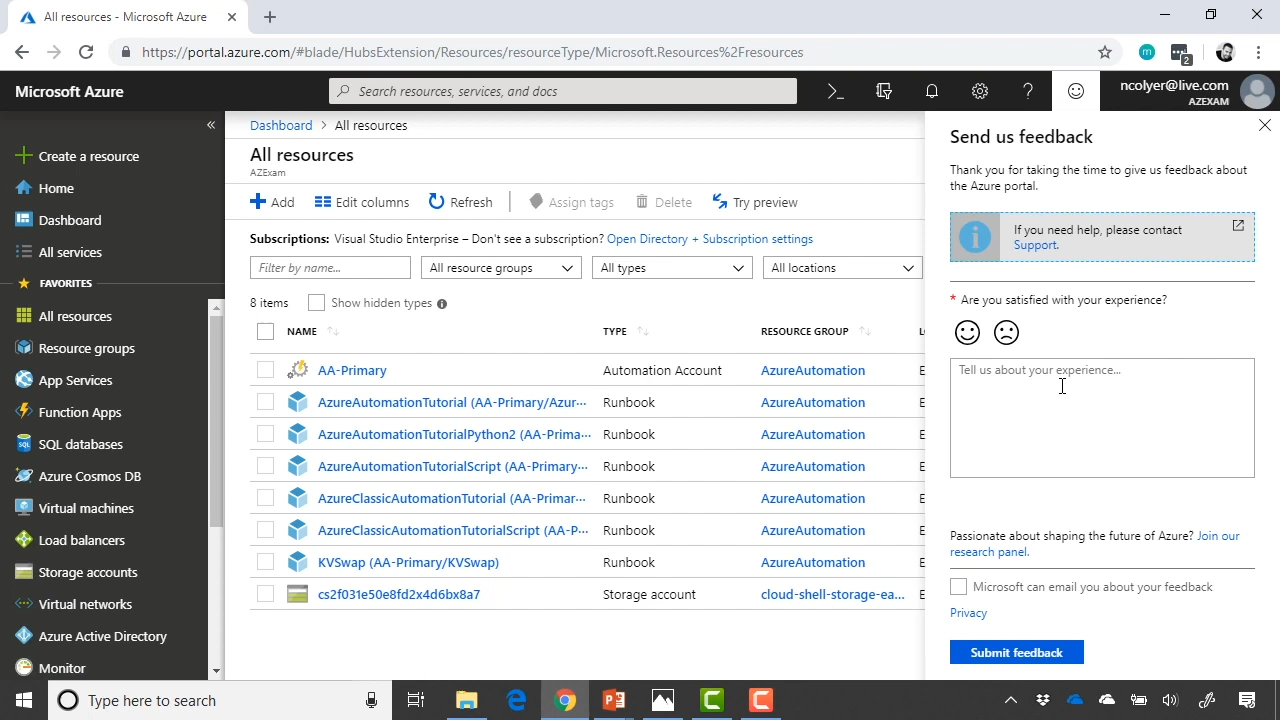 All resources - Microsoft Azure
https://portal.azure.com/#blade/HubsExtension/Resources/resourceType/Microsoft.Resources%2Fresources
m
2
Microsoft Azure
Search resources, services, and docs
ncolyer@live.com
AZEXAM
Create a resource
Home
Dashboard
All services
FAVORITES
All resources
Resource groups
App Services
Function Apps
SQL databases
Azure Cosmos DB
Virtual machines
Load balancers
Storage accounts
Virtual networks
Azure Active Directory
Monitor
Dashboard > All resources
All resources
AZExam
Add
Edit columns
Refresh
Assign tags
Delete
Try preview
Subscriptions: Visual Studio Enterprise – Don't see a subscription? Open Directory + Subscription settings
Filter by name...
All resource groups
All types
All locations
8 items
Show hidden types
NAME TYPE RESOURCE GROUP
AA-Primary Automation Account AzureAutomation E
AzureAutomationTutorial (AA-Primary/Azur··· Runbook AzureAutomation E
AzureAutomationTutorialPython2 (AA-Prima··· Runbook AzureAutomation E
AzureAutomationTutorialScript (AA-Primary··· Runbook AzureAutomation E
AzureClassicAutomationTutorial (AA-Primar··· Runbook AzureAutomation E
AzureClassicAutomationTutorialScript (AA-P··· Runbook AzureAutomation E
KVSwap (AA-Primary/KVSwap) Runbook AzureAutomation E
cs2f031e50e8fd2x4d6bx8a7 Storage account cloud-shell-storage-ea... E
Send us feedback
Thank you for taking the time to give us feedback about
the Azure portal.
If you need help, please contact
Support.
* Are you satisfied with your experience?
Tell us about your experience...
Passionate about shaping the future of Azure? Join our
research panel.
Microsoft can email you about your feedback
Privacy
Submit feedback
Type here to search